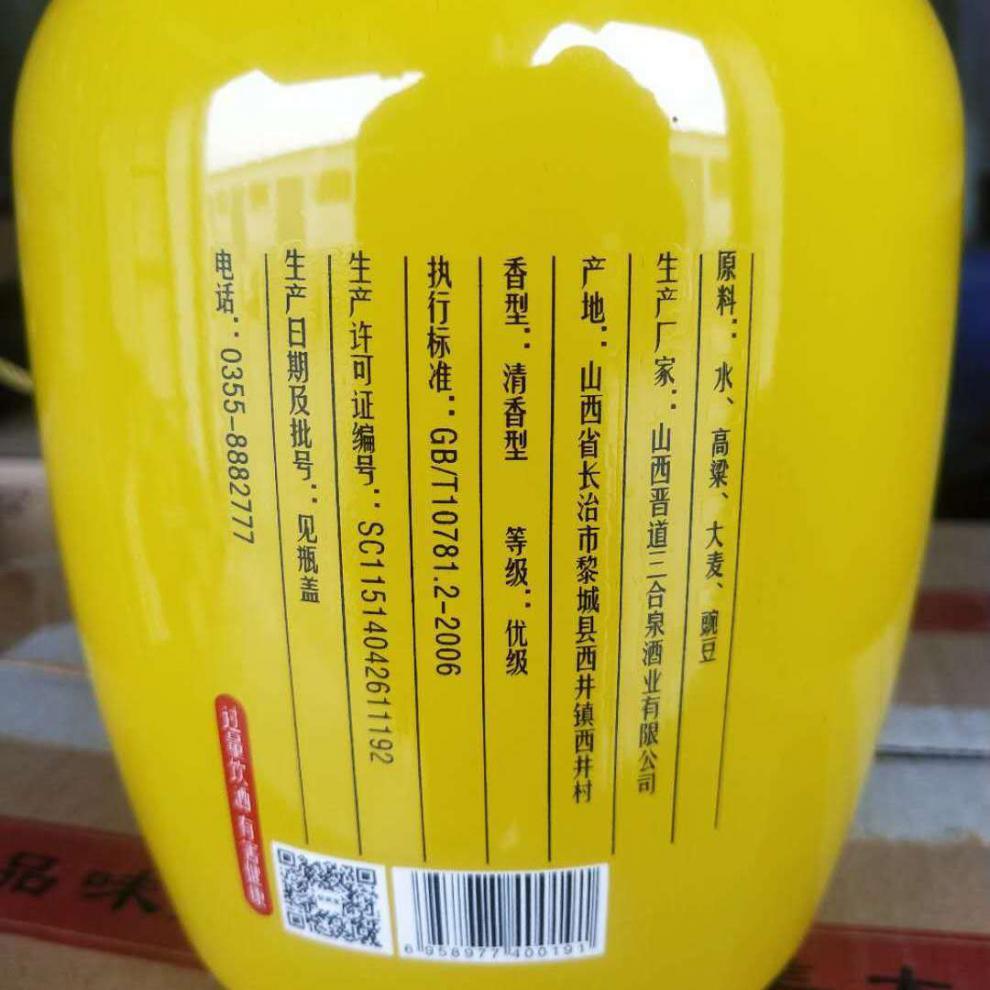 原料：水、高粱、大麦、豌豆
生产厂家：山西晋道三合泉酒业有限公司
产地：山西省长治市黎城县西井镇西井村
香型：清香型 等级：优级
执行标准：GB/T10781.2-2006
生产许可证编号：SC11514042611192
生产日期及批号：见瓶盖
电话：0355-8882777
过量饮酒 有害健康
6958977400191
品味